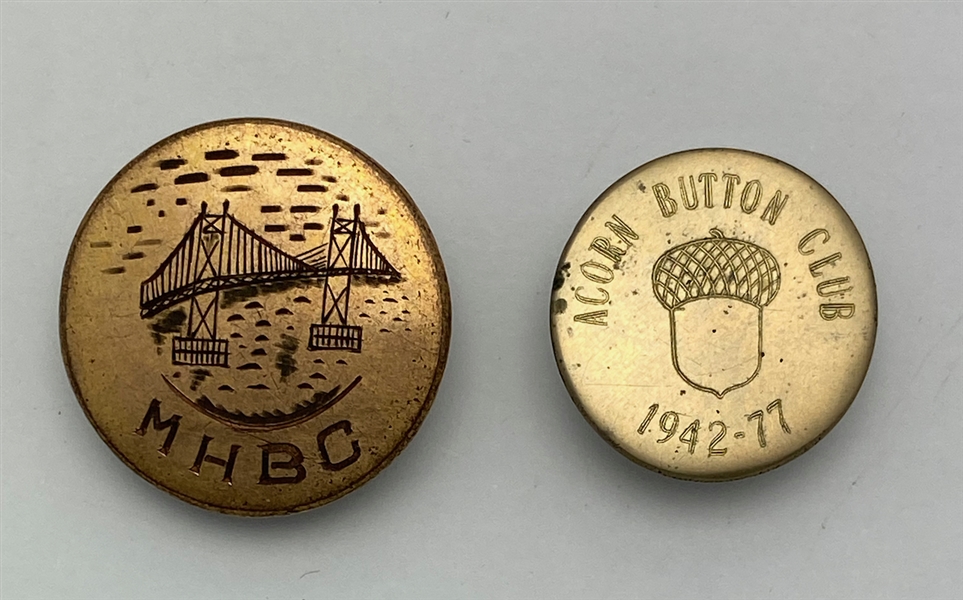 MHBC
ACORN BUTTON CLUB
1942-77